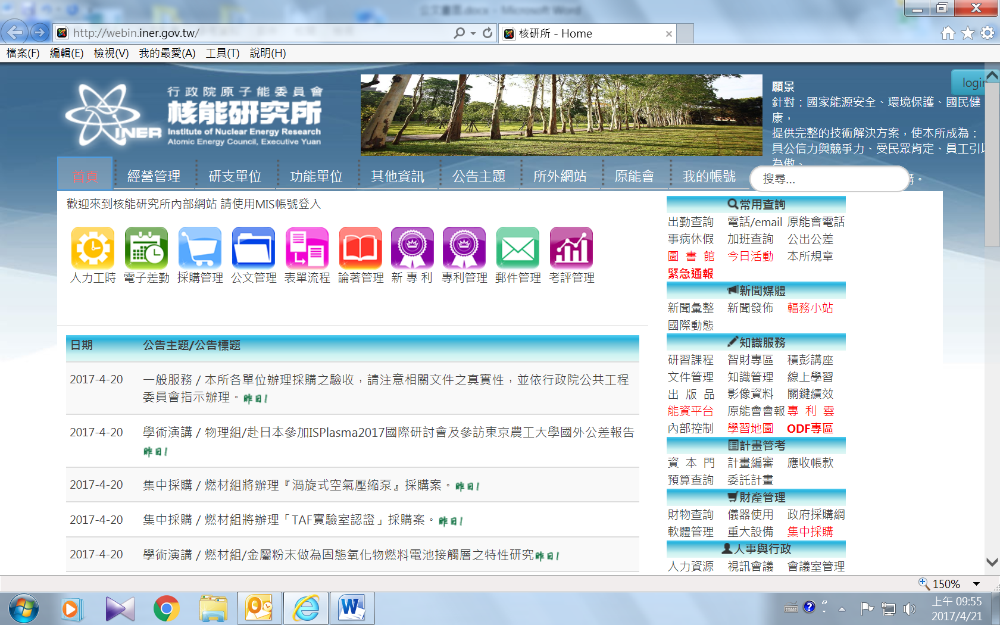 公文畫面.docx - Microsoft Word
http://webin.iner.gov.tw/
核研所 - Home
檔案(F) 編輯(E) 檢視(V) 我的最愛(A) 工具(T) 說明(H)
行政院原子能委員會
核能研究所
INER
Institute of Nuclear Energy Research
Atomic Energy Council, Executive Yuan
login
願景
針對：國家能源安全、環境保護、國民健
康，
提供完整的技術解決方案，使本所成為：
具公信力與競爭力、受民眾肯定、員工引以
為傲、
首頁 經營管理 研支單位 功能單位 其他資訊 公告主題 所外網站 原能會 我的帳號
搜尋...
歡迎來到核能研究所內部網站 請使用MIS帳號登入
人力工時 電子差勤 採購管理 公文管理 表單流程 論著管理 新 專 利 專利管理 郵件管理 考評管理
日期 公告主題/公告標題
2017-4-20 一般服務 / 本所各單位辦理採購之驗收，請注意相關文件之真實性，並依行政院公共工程
委員會指示辦理。昨日!
2017-4-20 學術演講 / 物理組/赴日本參加ISPlasma2017國際研討會及參訪東京農工大學國外公差報告
昨日!
2017-4-20 集中採購 / 燃材組將辦理『渦旋式空氣壓縮泵』採購案。昨日!
2017-4-20 集中採購 / 燃材組將辦理「TAF實驗室認證」採購案。昨日!
2017-4-20 學術演講 / 燃材組/金屬粉末做為固態氧化物燃料電池接觸層之特性研究昨日!
常用查詢
出勤查詢 電話/email 原能會電話
事病休假 加班查詢 公出公差
圖 書 館 今日活動 本所規章
緊急通報
新聞媒體
新聞彙整 新聞發佈 輻務小站
國際動態
知識服務
研習課程 智財專區 積彭講座
文件管理 知識管理 線上學習
出 版 品 影像資料 關鍵績效
能資平台 原能會會報 專 利 雲
內部控制 學習地圖 ODF專區
計畫管考
資 本 門 計畫編審 應收帳款
預算查詢 委託計畫
財產管理
財物查詢 儀器使用 政府採購網
軟體管理 重大設備 集中採購
人事與行政
人力資源 視訊會議 會議室管理
150%
上午 09:55
2017/4/21